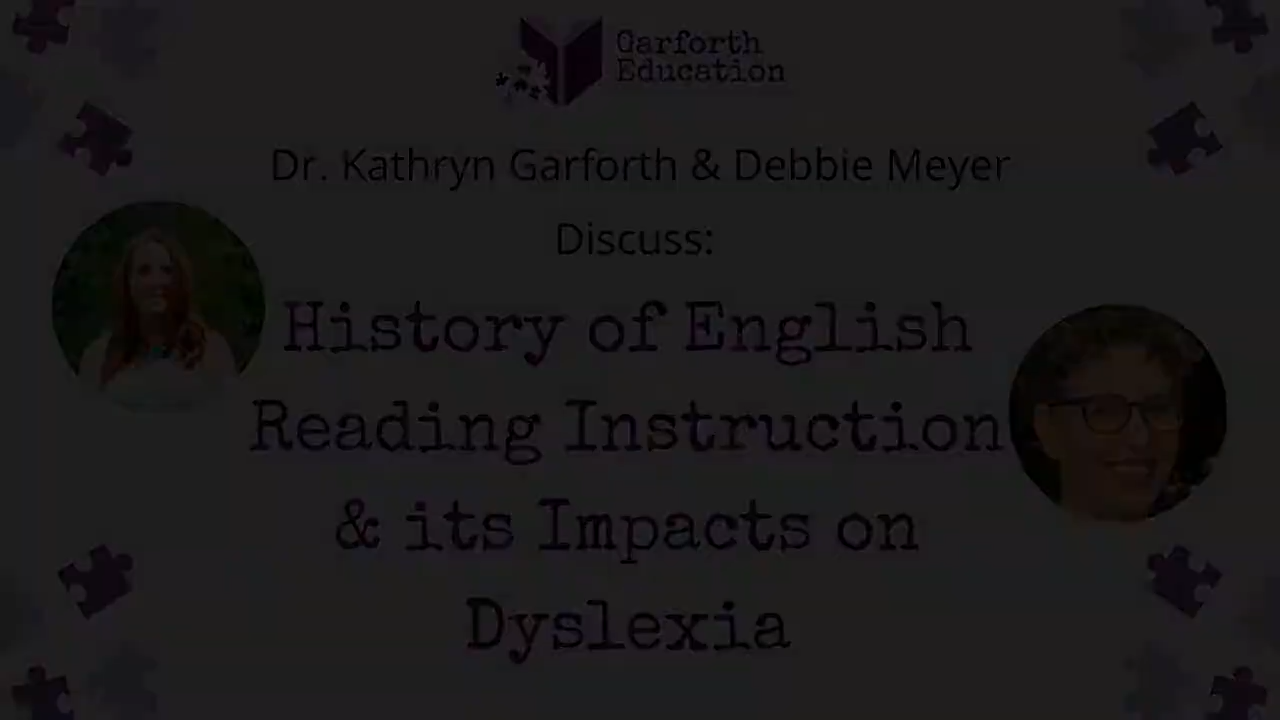 Garforth
Education
Dr. Kathryn Garforth & Debbie Meyer
Discuss:
History of English
Reading Instruction
& its Impacts on
Dyslexia